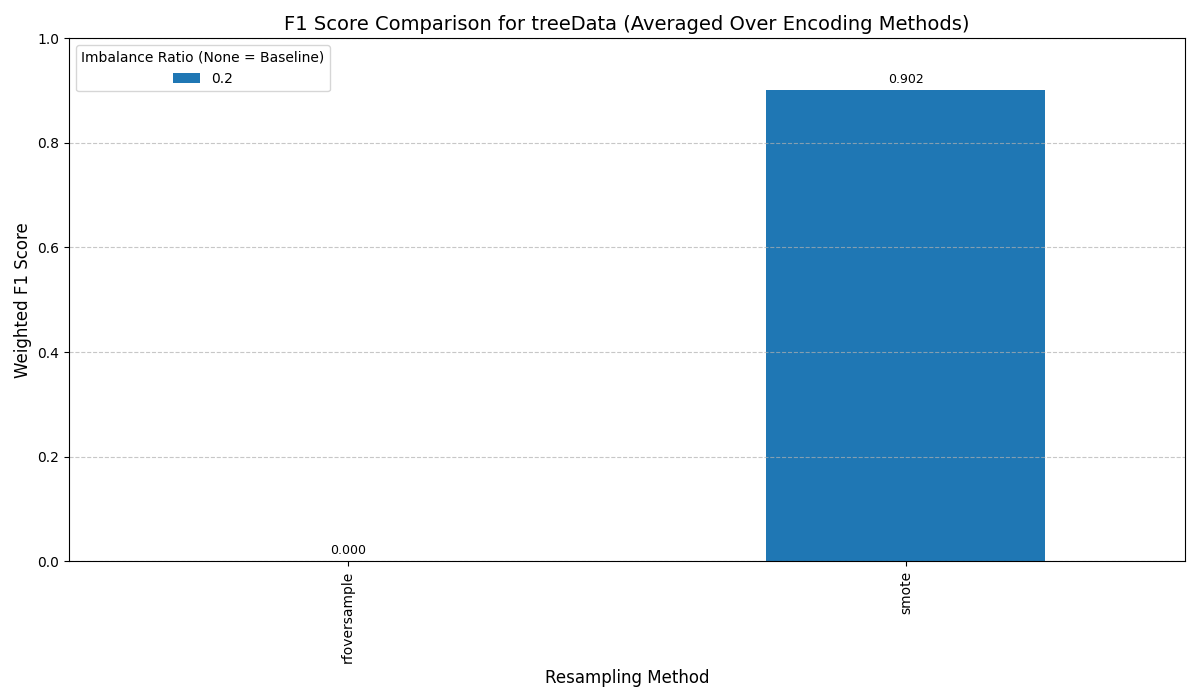 F1 Score Comparison for treeData (Averaged Over Encoding Methods)
Imbalance Ratio (None = Baseline)
0.2
Weighted F1 Score
1.0
0.8
0.6
0.4
0.2
0.0
0.000
0.902
rfoversample
smote
Resampling Method